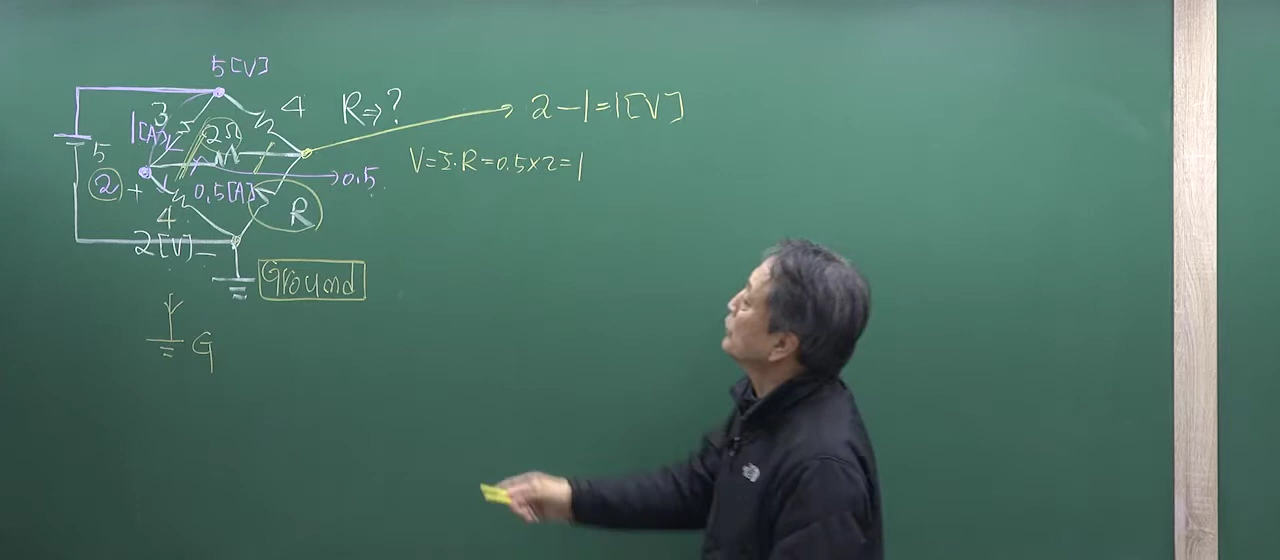 5[V]
3
4
R⇒?
2-1=1[V]
1[A]
2Ω
5
V=I·R=0.5×2=1
2
+
0.5[A]
0.5
4
R
2[V]-
Ground
G